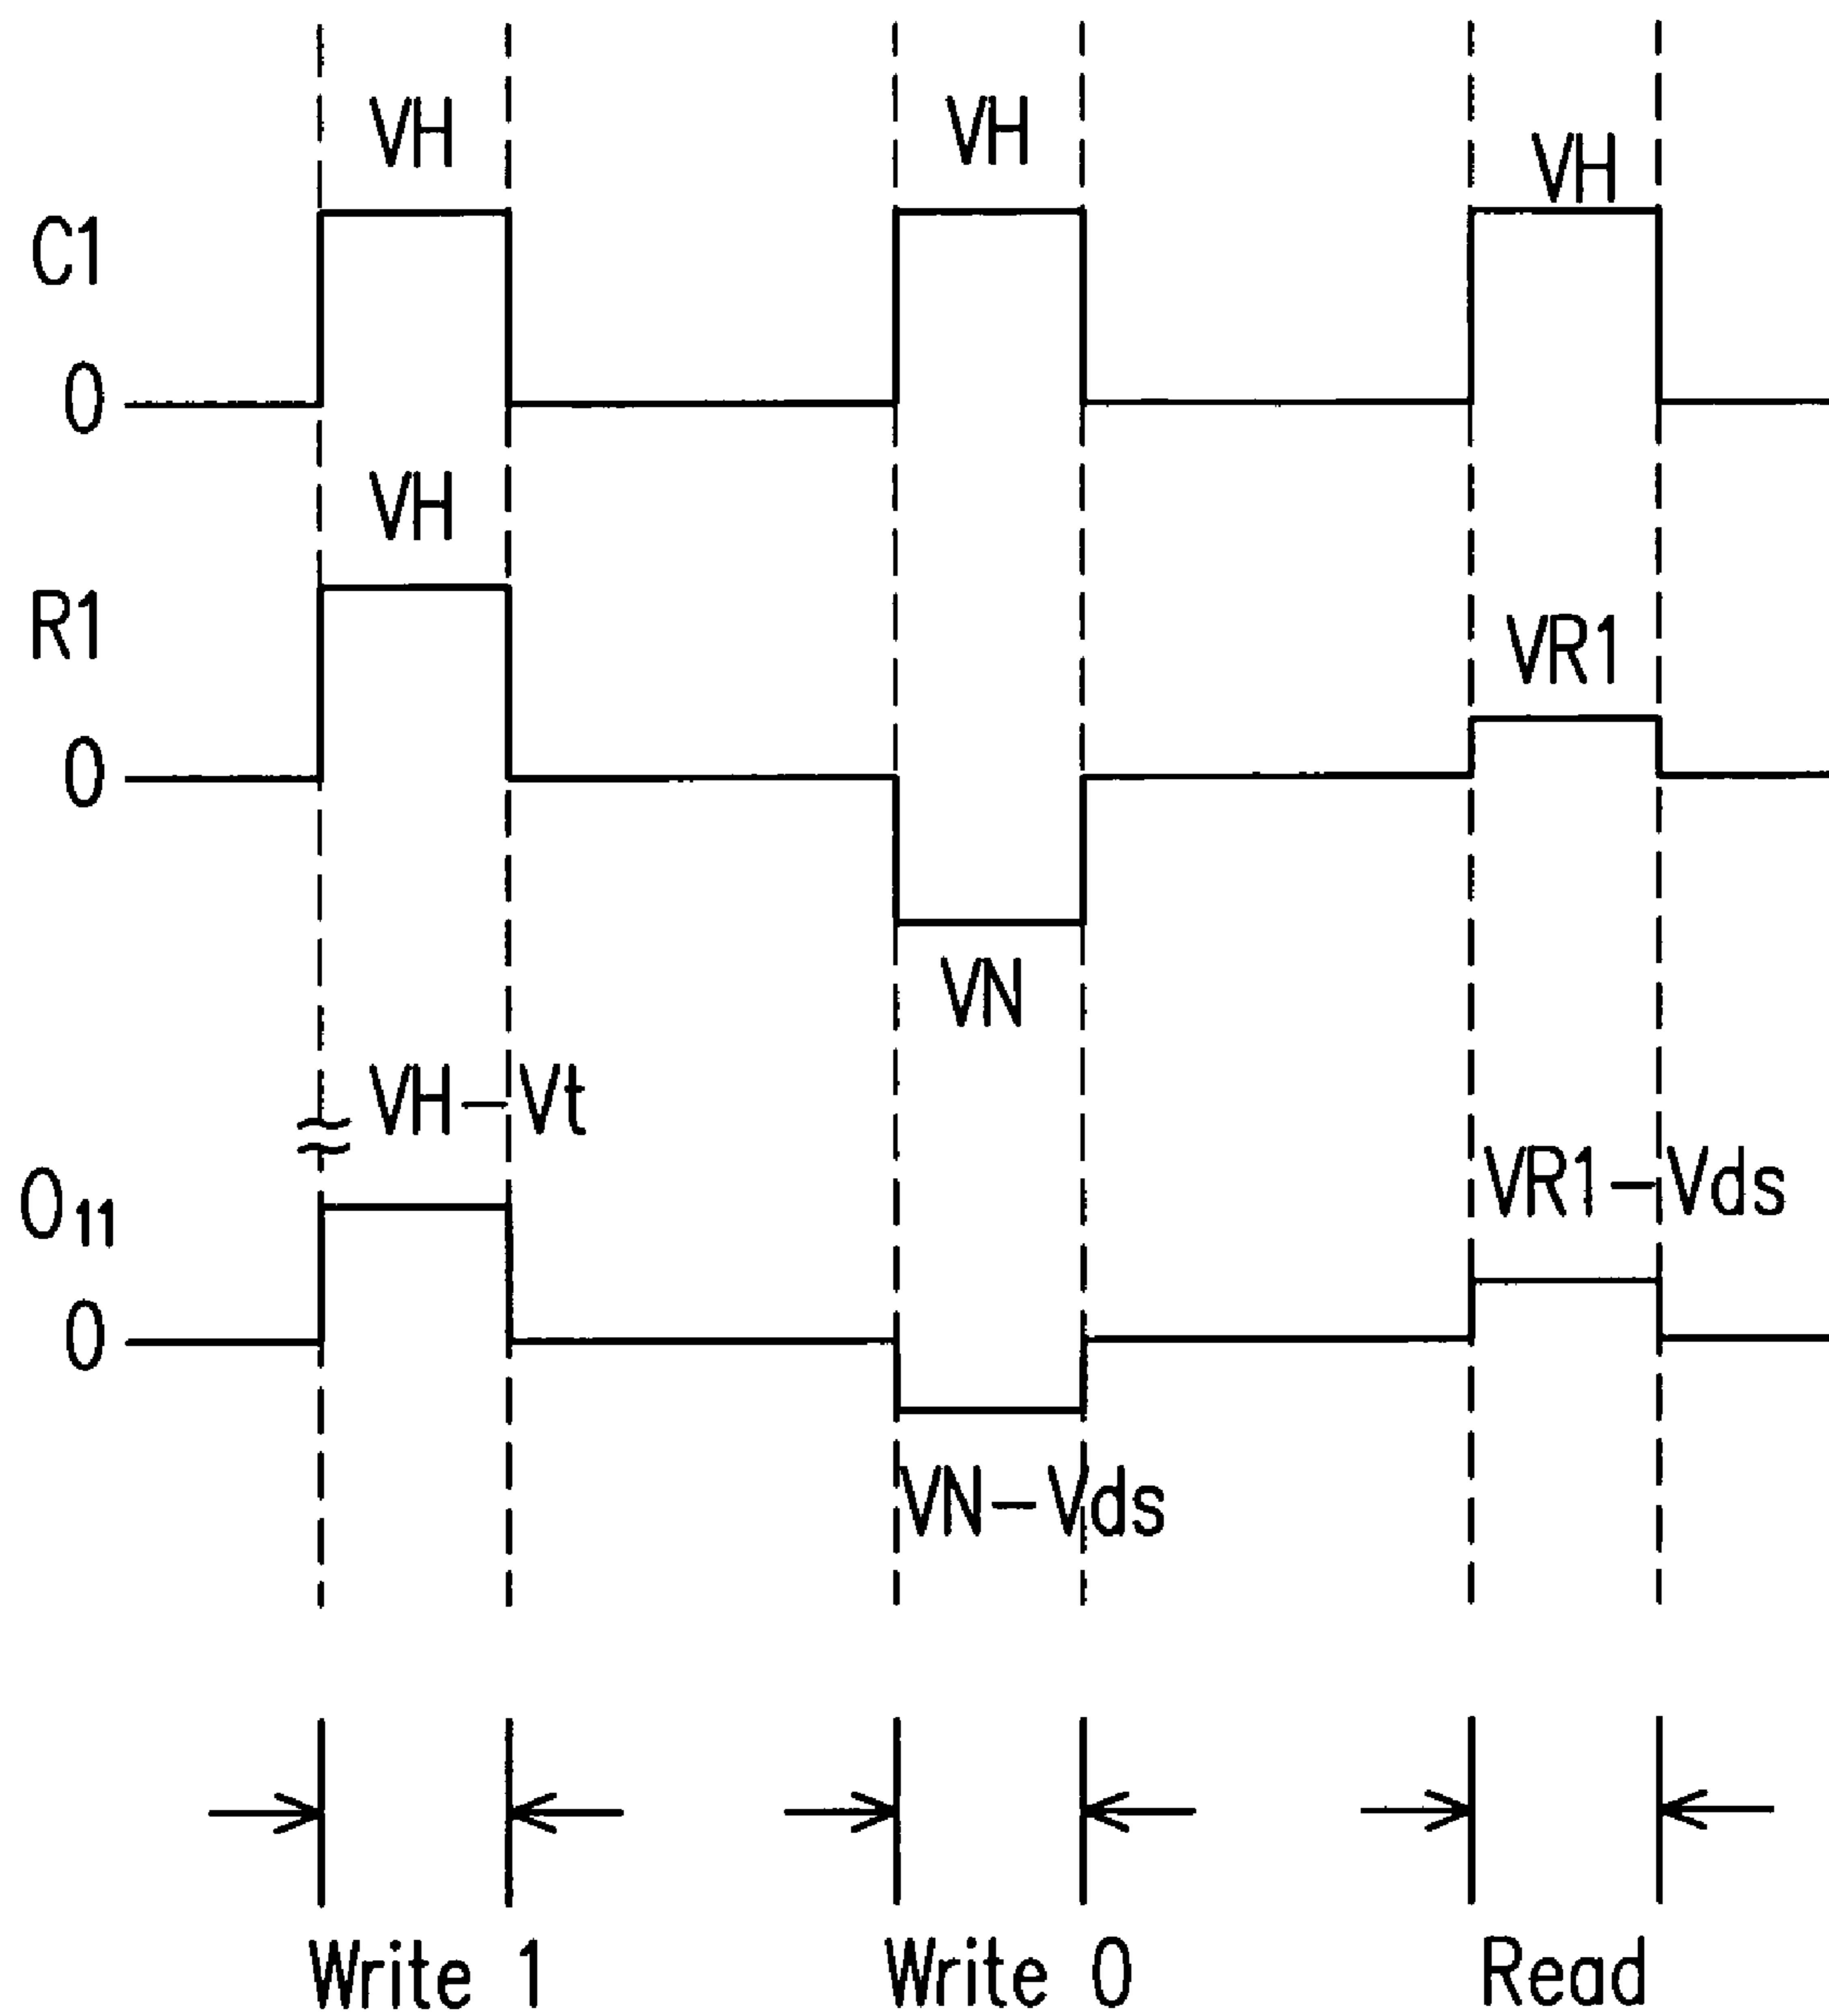 VH VH VH
C1
0
VH
R1 VR1
0
VN
VH-Vt
VR1-Vds
O11
0
VN-Vds
Write 1 Write 0 Read